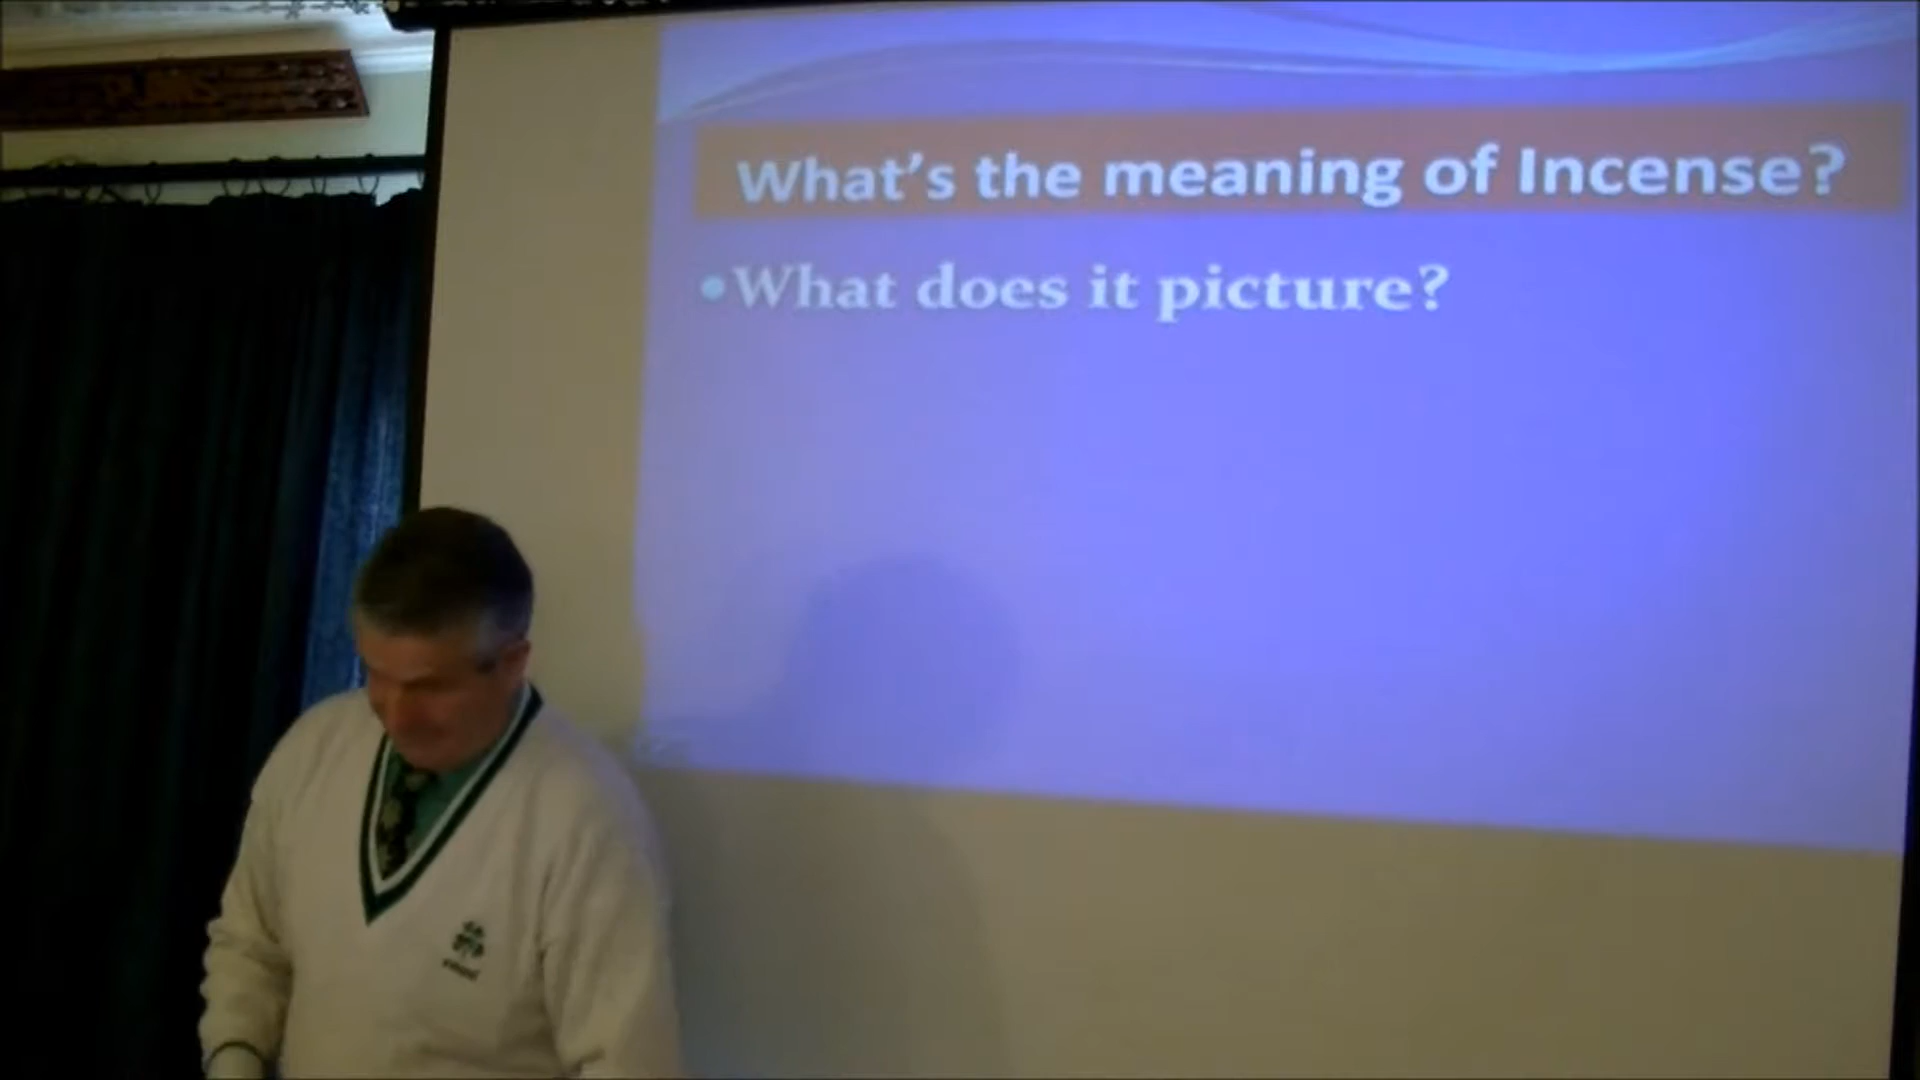 What's the meaning of Incense?
•What does it picture?